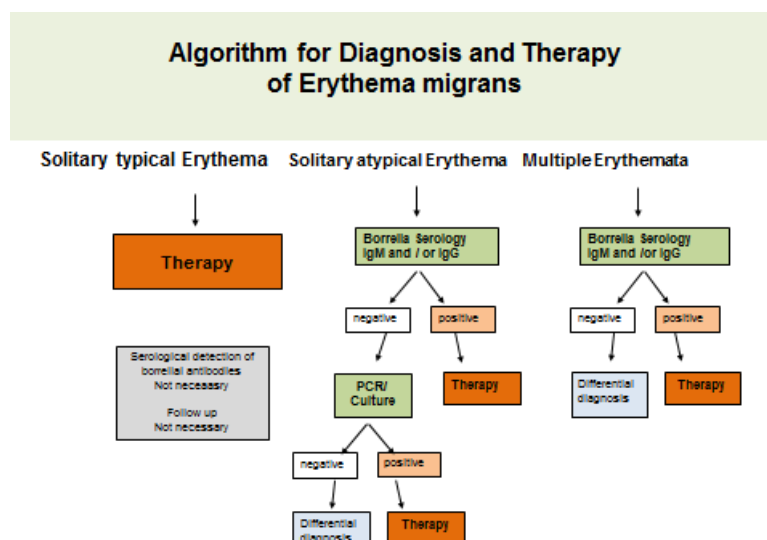 Algorithm for Diagnosis and Therapy
of Erythema migrans
Solitary typical Erythema
Solitary atypical Erythema
Multiple Erythemata
Therapy
Borrelia Serology
IgM and / or IgG
Borrelia Serology
IgM and /or IgG
negative
positive
negative
positive
Serological detection of
borrelial antibodies
Not neceaasry
Follow up
Not necessary
PCR/
Culture
Therapy
Differential
diagnosis
Therapy
negative
positive
Differential
diagnosis
Therapy